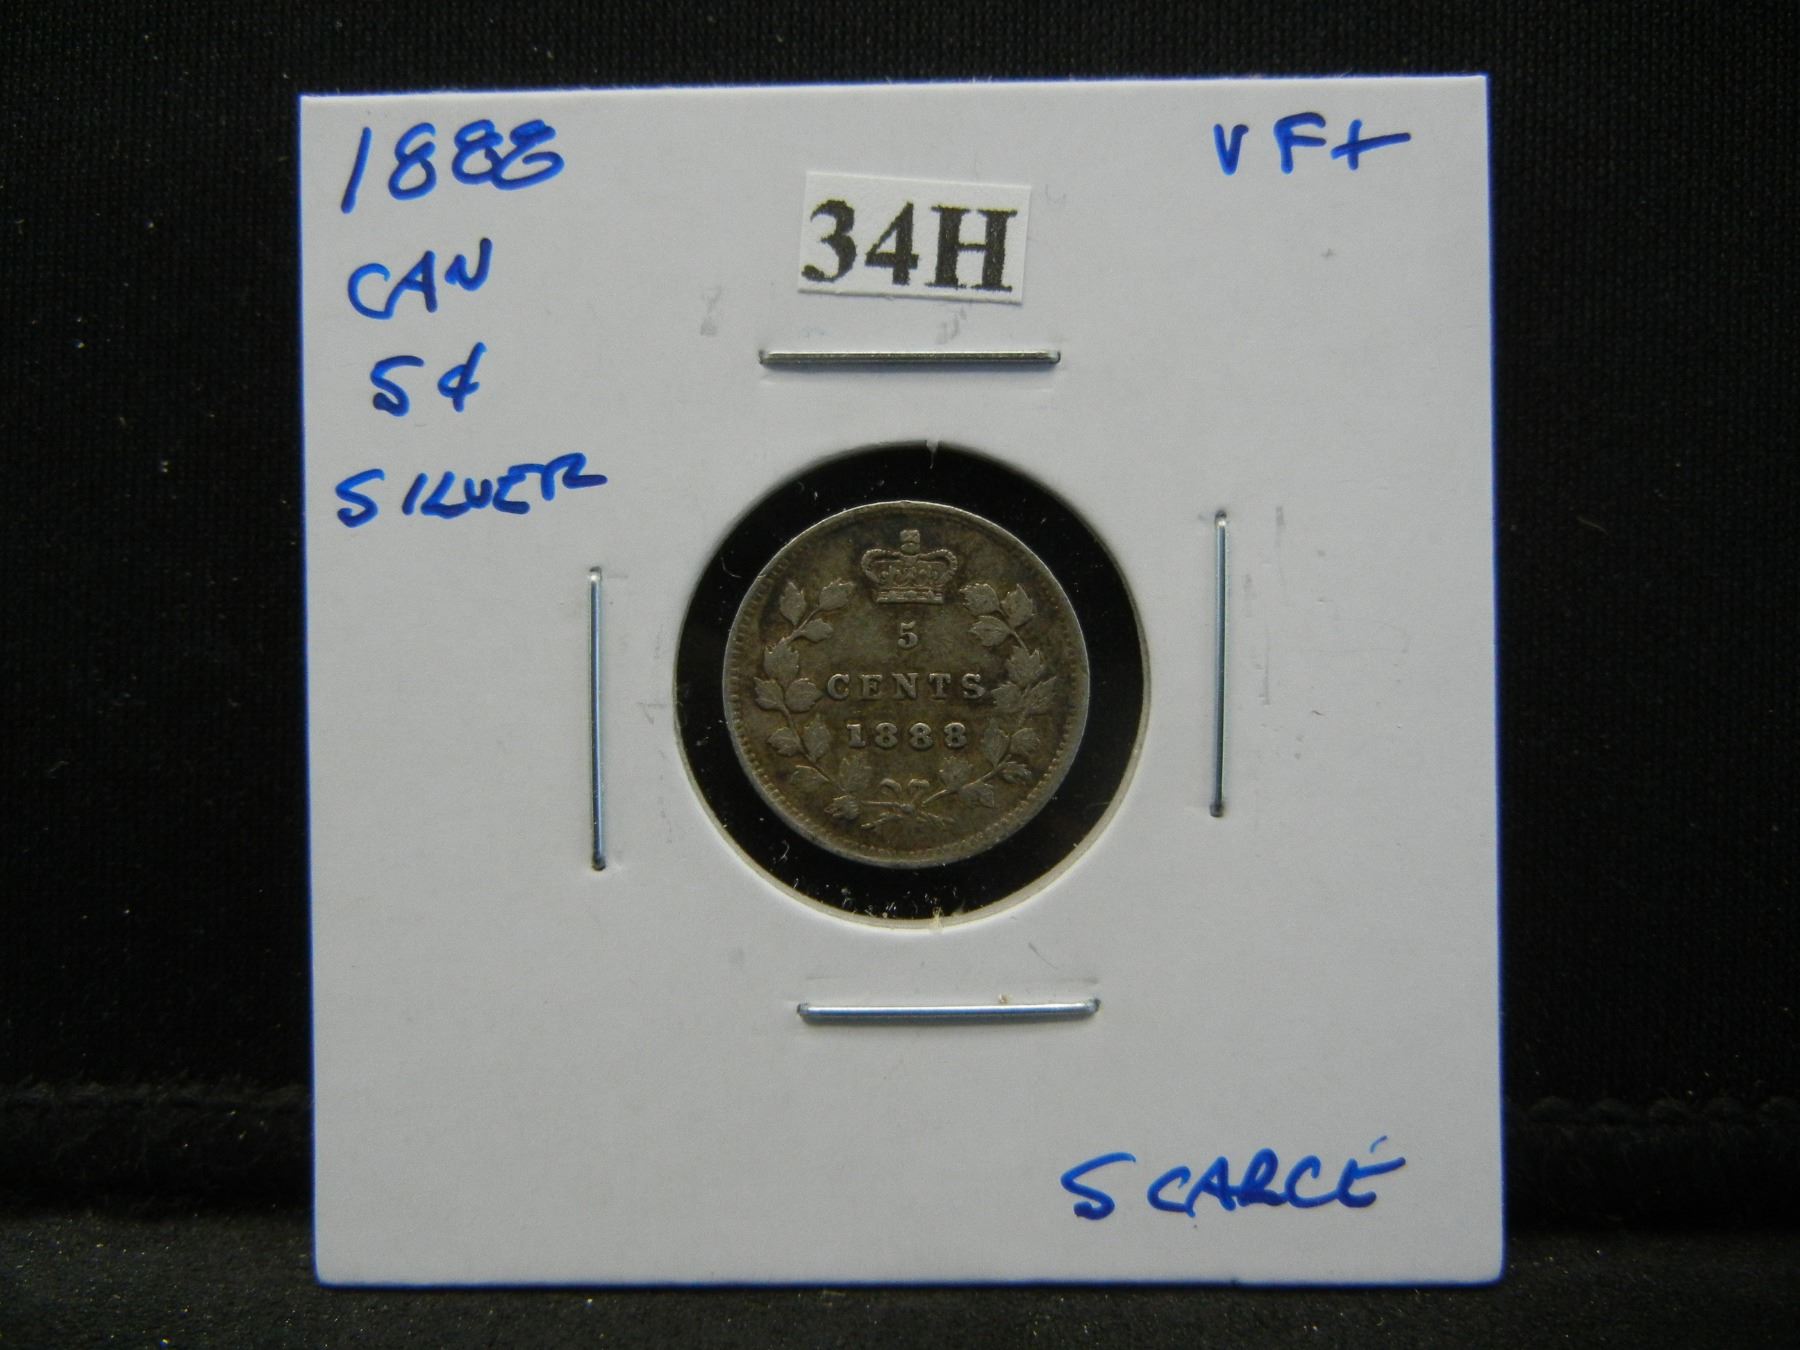 1888
VF+
34H
CAN
5¢
SILVER
5
CENTS
1888
SCARCE